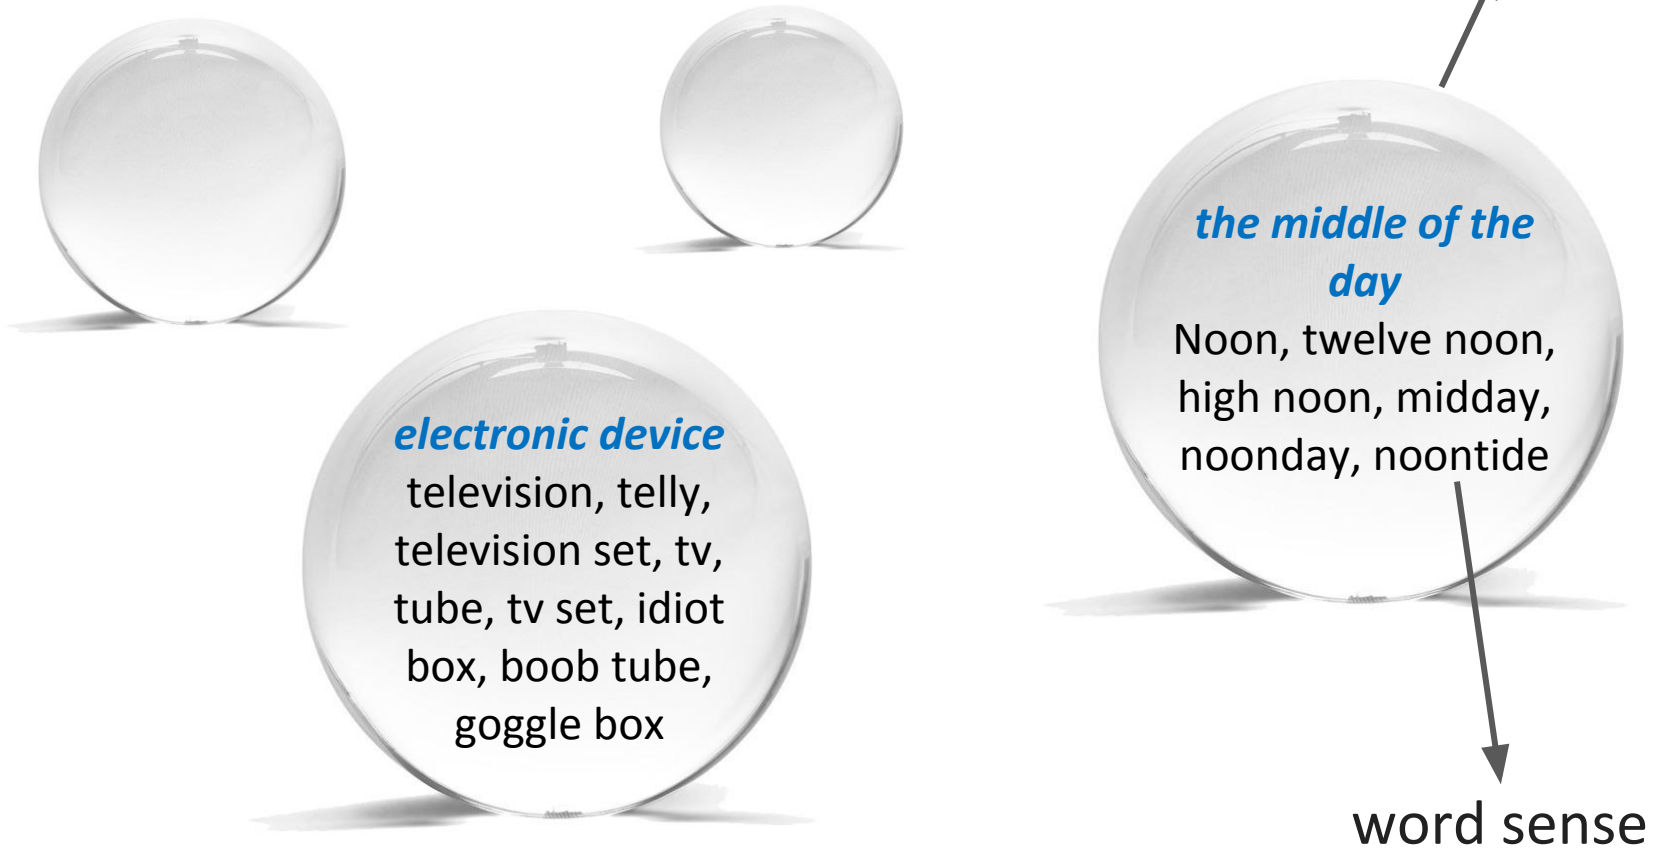 the middle of the
day
Noon, twelve noon,
high noon, midday,
noonday, noontide
electronic device
television, telly,
television set, tv,
tube, tv set, idiot
box, boob tube,
goggle box
word sense